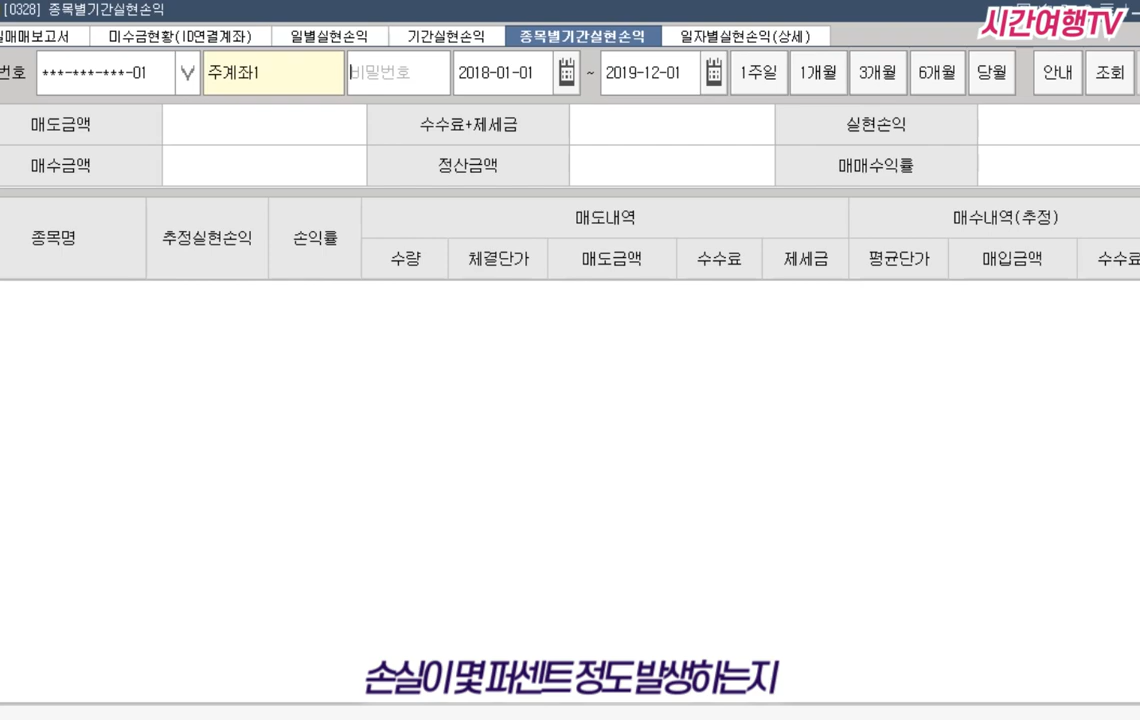 [0328] 종목별기간실현손익
시간여행TV
일매매보고서 미수금현황(ID연결계좌) 일별실현손익 기간실현손익 종목별기간실현손익 일자별실현손익(상세)
번호 ***-***-***-01 주계좌1 비밀번호 2018-01-01 ~ 2019-12-01 1주일 1개월 3개월 6개월 당월 안내 조회
매도금액 수수료+제세금 실현손익
매수금액 정산금액 매매수익률
종목명 추정실현손익 손익률 매도내역 매수내역(추정)
수량 체결단가 매도금액 수수료 제세금 평균단가 매입금액 수수료
손실이 몇 퍼센트 정도 발생하는지